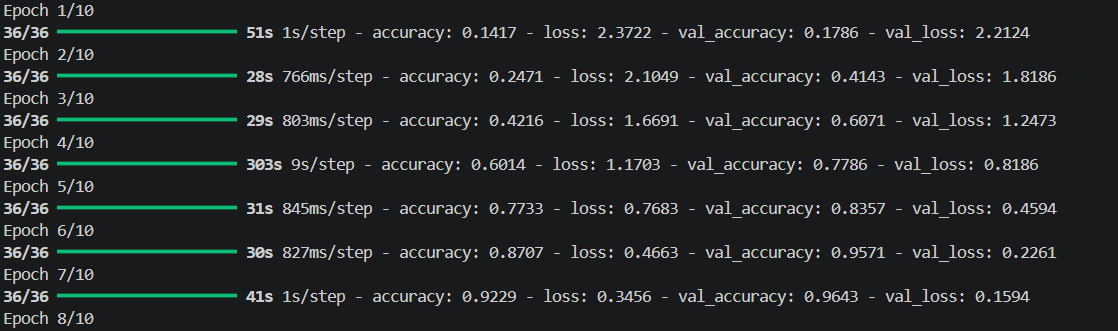 Epoch 1/10
36/36 51s 1s/step - accuracy: 0.1417 - loss: 2.3722 - val_accuracy: 0.1786 - val_loss: 2.2124
Epoch 2/10
36/36 28s 766ms/step - accuracy: 0.2471 - loss: 2.1049 - val_accuracy: 0.4143 - val_loss: 1.8186
Epoch 3/10
36/36 29s 803ms/step - accuracy: 0.4216 - loss: 1.6691 - val_accuracy: 0.6071 - val_loss: 1.2473
Epoch 4/10
36/36 303s 9s/step - accuracy: 0.6014 - loss: 1.1703 - val_accuracy: 0.7786 - val_loss: 0.8186
Epoch 5/10
36/36 31s 845ms/step - accuracy: 0.7733 - loss: 0.7683 - val_accuracy: 0.8357 - val_loss: 0.4594
Epoch 6/10
36/36 30s 827ms/step - accuracy: 0.8707 - loss: 0.4663 - val_accuracy: 0.9571 - val_loss: 0.2261
Epoch 7/10
36/36 41s 1s/step - accuracy: 0.9229 - loss: 0.3456 - val_accuracy: 0.9643 - val_loss: 0.1594
Epoch 8/10